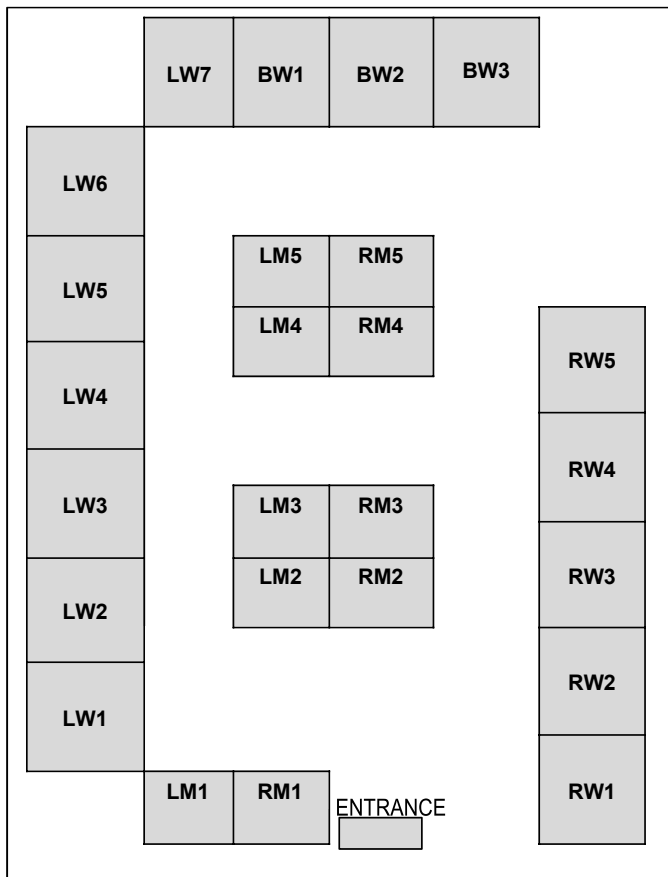 LW7 BW1 BW2 BW3
LW6
LM5 RM5
LW5
LM4 RM4
RW5
LW4
RW4
LM3 RM3
LW3
RW3
LM2 RM2
LW2
RW2
LW1
LM1 RM1
RW1
ENTRANCE